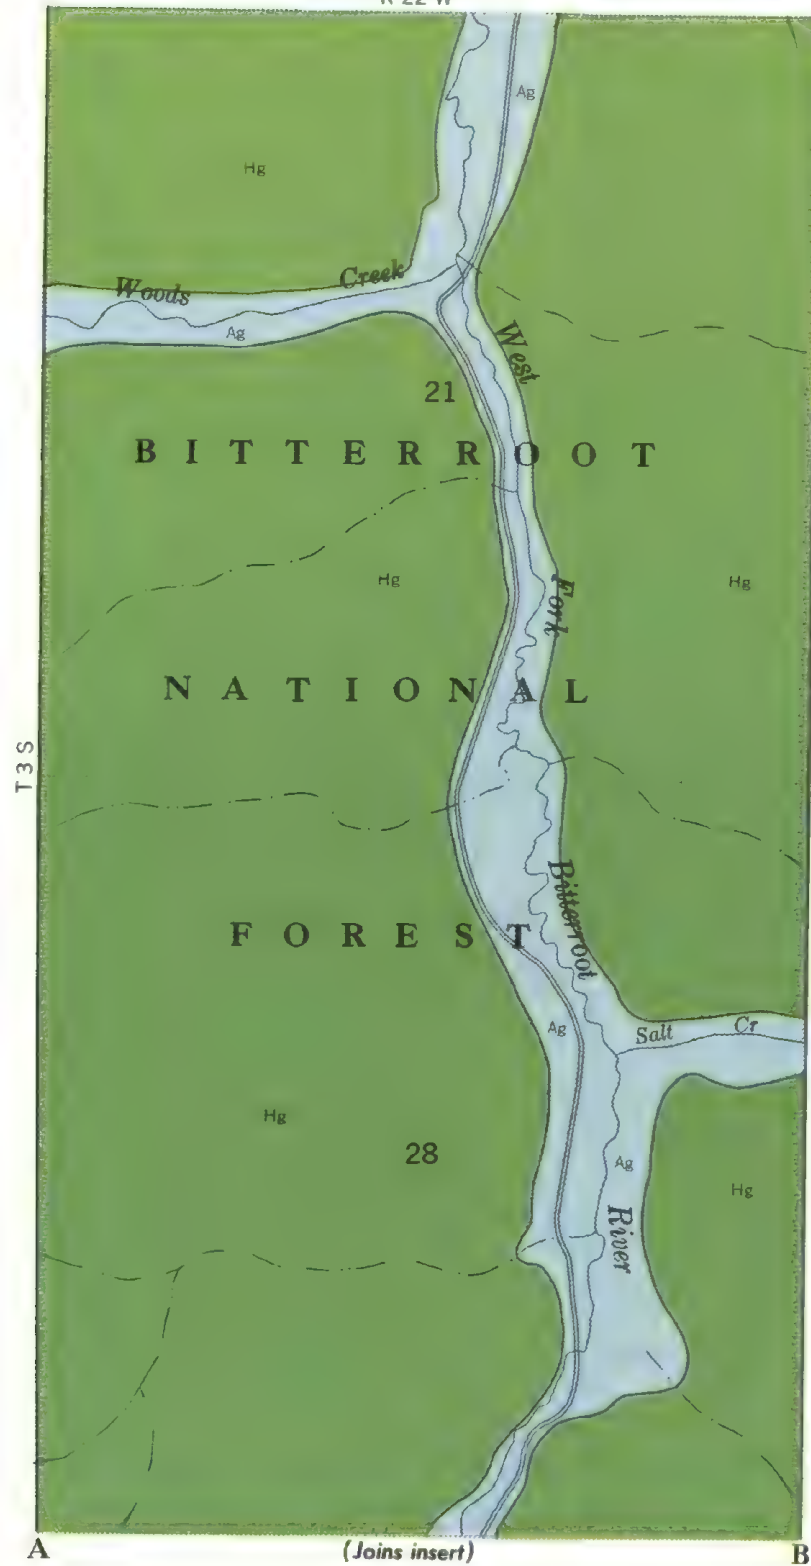 R 22 W
Ag
Hg
Woods Creek
Ag
West
21
BITTERROOT
Hg
Fork
Hg
NATIONAL
T 3 S
Bitterroot
FOREST
Ag
Salt Cr
Hg
28
Ag
Hg
River
A
(Joins insert)
B